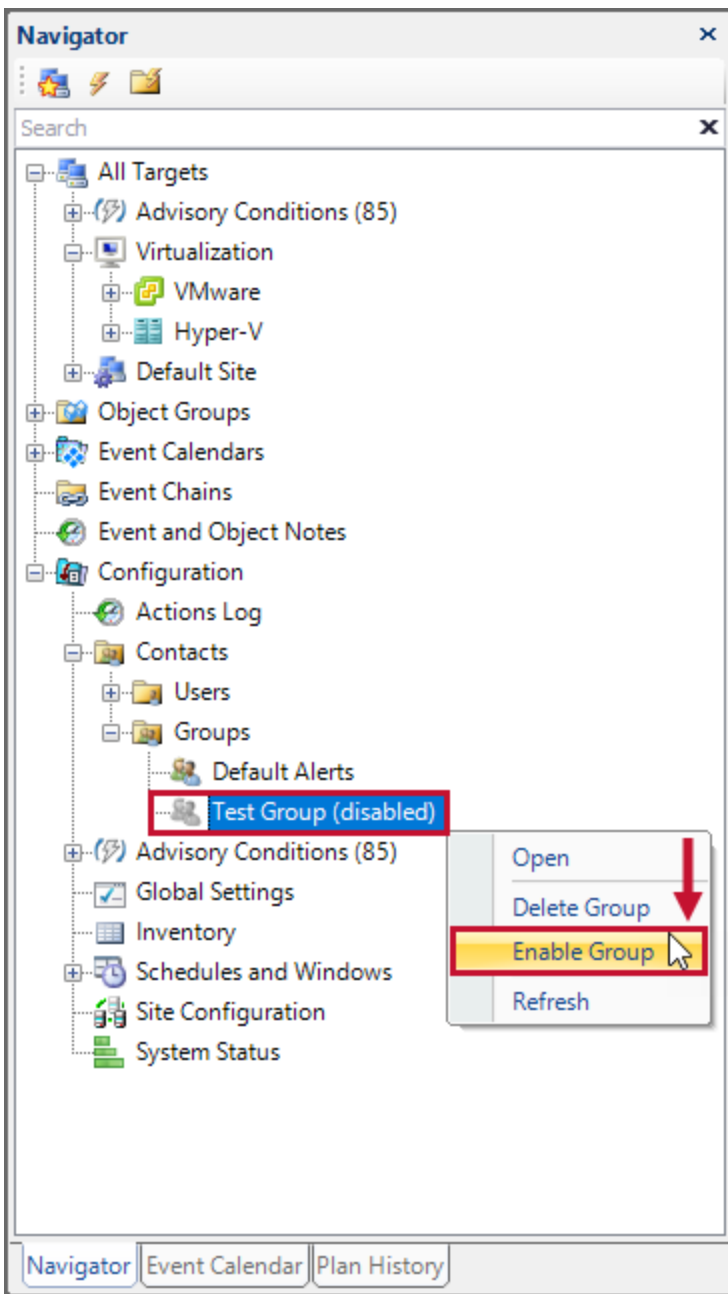 Navigator
Search
All Targets
Advisory Conditions (85)
Virtualization
VMware
Hyper-V
Default Site
Object Groups
Event Calendars
Event Chains
Event and Object Notes
Configuration
Actions Log
Contacts
Users
Groups
Default Alerts
Test Group (disabled)
Advisory Conditions (85)
Global Settings
Inventory
Schedules and Windows
Site Configuration
System Status
Open
Delete Group
Enable Group
Refresh
Navigator Event Calendar Plan History